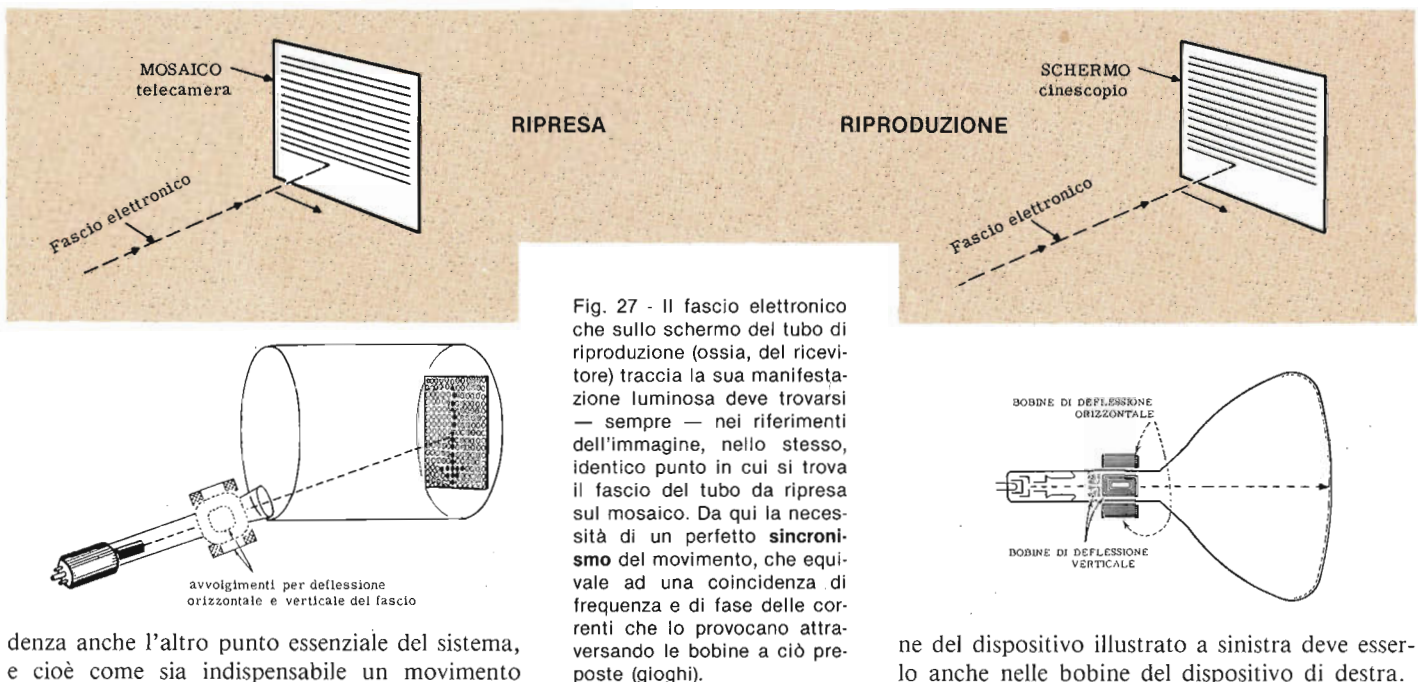 MOSAICO
telecamera
Fascio elettronico
RIPRESA
RIPRODUZIONE
SCHERMO
cinescopio
Fascio elettronico
avvolgimenti per deflessione
orizzontale e verticale del fascio
denza anche l'altro punto essenziale del sistema,
e cioè come sia indispensabile un movimento
Fig. 27 - Il fascio elettronico
che sullo schermo del tubo di
riproduzione (ossia, del ricevi-
tore) traccia la sua manifesta-
zione luminosa deve trovarsi
— sempre — nei riferimenti
dell'immagine, nello stesso,
identico punto in cui si trova
il fascio del tubo da ripresa
sul mosaico. Da qui la neces-
sità di un perfetto sincroni-
smo del movimento, che equi-
vale ad una coincidenza di
frequenza e di fase delle cor-
renti che lo provocano attra-
versando le bobine a ciò pre-
poste (gioghi).
BOBINE DI DEFLESSIONE
ORIZZONTALE
BOBINE DI DEFLESSIONE
VERTICALE
ne del dispositivo illustrato a sinistra deve esser-
lo anche nelle bobine del dispositivo di destra.